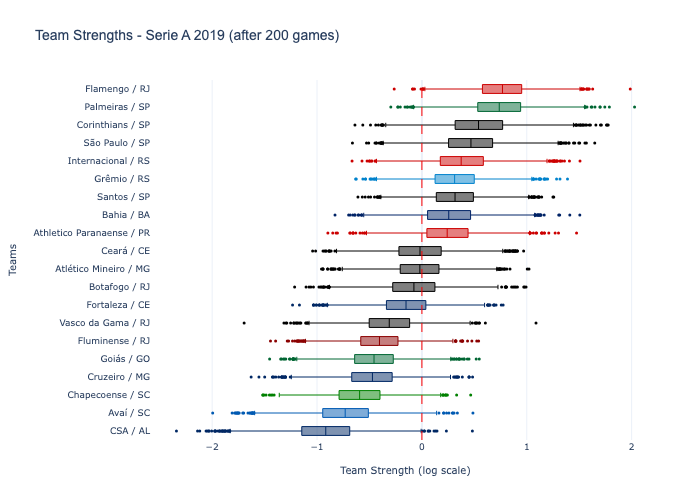 Team Strengths - Serie A 2019 (after 200 games)
Flamengo / RJ
Palmeiras / SP
Corinthians / SP
São Paulo / SP
Internacional / RS
Grêmio / RS
Santos / SP
Bahia / BA
Athletico Paranaense / PR
Ceará / CE
Atlético Mineiro / MG
Botafogo / RJ
Fortaleza / CE
Vasco da Gama / RJ
Fluminense / RJ
Goiás / GO
Cruzeiro / MG
Chapecoense / SC
Avaí / SC
CSA / AL
Teams
−2
−1
0
1
2
Team Strength (log scale)